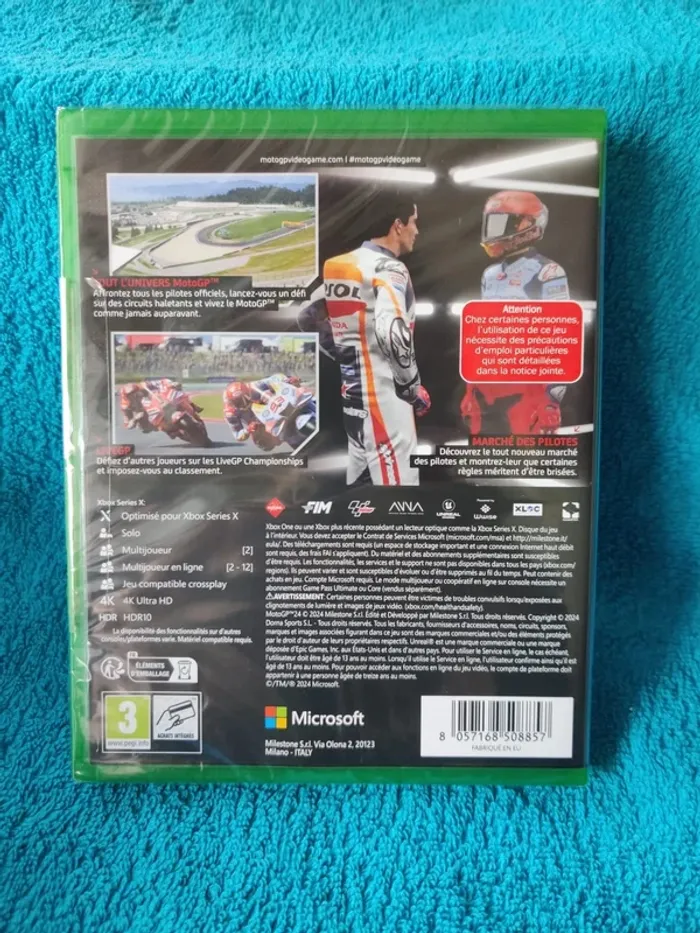 motogpvideogame.com | #motogpvideogame
TOUT L'UNIVERS MotoGP™
Affrontez tous les pilotes officiels, lancez-vous un défi
sur des circuits haletants et vivez le MotoGP™
comme jamais auparavant.
Attention
Chez certaines personnes,
l'utilisation de ce jeu
nécessite des précautions
d'emploi particulières
qui sont détaillées
dans la notice jointe.
LIVEGP
Défiez d'autres joueurs sur les LiveGP Championships
et imposez-vous au classement.
MARCHÉ DES PILOTES
Découvrez le tout nouveau marché
des pilotes et montrez-leur que certaines
règles méritent d'être brisées.
Xbox Series X:
Optimisé pour Xbox Series X
Solo
Multijoueur [2]
Multijoueur en ligne [2 - 12]
Jeu compatible crossplay
4K 4K Ultra HD
HDR HDR10
La disponibilité des fonctionnalités sur d'autres
consoles/plateformes varie. Matériel compatible requis.
FIM
UNREAL
Powered by
Wwise
XLOC
Xbox One ou une Xbox plus récente possédant un lecteur optique comme la Xbox Series X. Disque du jeu
à l'intérieur. Vous devez accepter le Contrat de Services Microsoft (microsoft.com/msa) et http://milestone.it/
eula/. Des téléchargements sont requis (un espace de stockage important et une connexion Internet haut débit
sont requis, des frais FAI s'appliquent). Du matériel et des abonnements supplémentaires sont susceptibles
d'être requis. Les fonctionnalités, les services et le support ne sont pas disponibles dans tous les pays (xbox.com/
regions). Ils peuvent varier et sont susceptibles d'évoluer ou d'être supprimés au fil du temps. Peut contenir des
achats en jeu. Compte Microsoft requis. Le mode multijoueur ou coopératif en ligne sur console nécessite un
abonnement Game Pass Ultimate ou Core (vendus séparément).
⚠AVERTISSEMENT: Certaines personnes peuvent être victimes de troubles convulsifs lorsqu'exposées aux
clignotements de lumière et images de jeux vidéo. (xbox.com/healthandsafety).
MotoGP™24 © 2024 Milestone S.r.l. Édité et Développé par Milestone S.r.l. Tous droits réservés. Copyright © 2024
Dorna Sports S.L. - Tous droits réservés. Tous les fabricants, fournisseurs d'accessoires, noms, circuits, sponsors,
marques et images associées figurant dans ce jeu sont des marques commerciales et/ou des éléments protégés
par le droit d'auteur de leurs propriétaires respectifs. Unreal® est une marque commerciale ou une marque
déposée d'Epic Games, Inc. aux États-Unis et dans d'autres pays. Pour utiliser le Service en ligne, le cas échéant,
l'utilisateur doit être âgé de 13 ans au moins. Lorsqu'il utilise le Service en ligne, l'utilisateur confirme ainsi qu'il est
âgé de 13 ans au moins. Pour pouvoir accéder aux fonctions en ligne du jeu vidéo, le compte de plateforme doit
appartenir à une personne âgée de treize ans au moins.
©/TM/® 2024 Microsoft.
FR
ÉLÉMENTS
D'EMBALLAGE
3
www.pegi.info
ACHATS INTÉGRÉS
Microsoft
Milestone S.r.l. Via Olona 2, 20123
Milano - ITALY
8 057168 508857
FABRIQUÉ EN EU